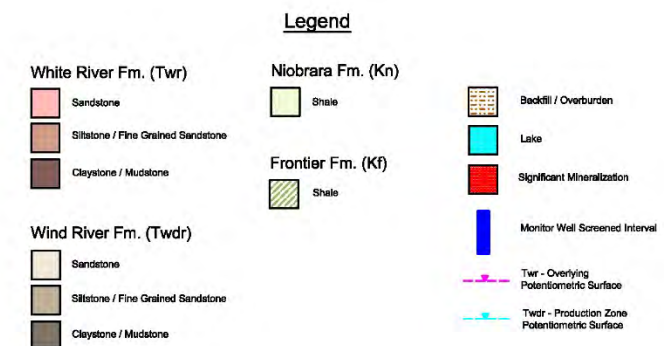 Legend
White River Fm. (Twr)
Sandstone
Siltstone / Fine Grained Sandstone
Claystone / Mudstone
Wind River Fm. (Twdr)
Sandstone
Siltstone / Fine Grained Sandstone
Claystone / Mudstone
Niobrara Fm. (Kn)
Shale
Frontier Fm. (Kf)
Shale
Backfill / Overburden
Lake
Significant Mineralization
Monitor Well Screened Interval
Twr - Overlying
Potentiometric Surface
Twdr - Production Zone
Potentiometric Surface